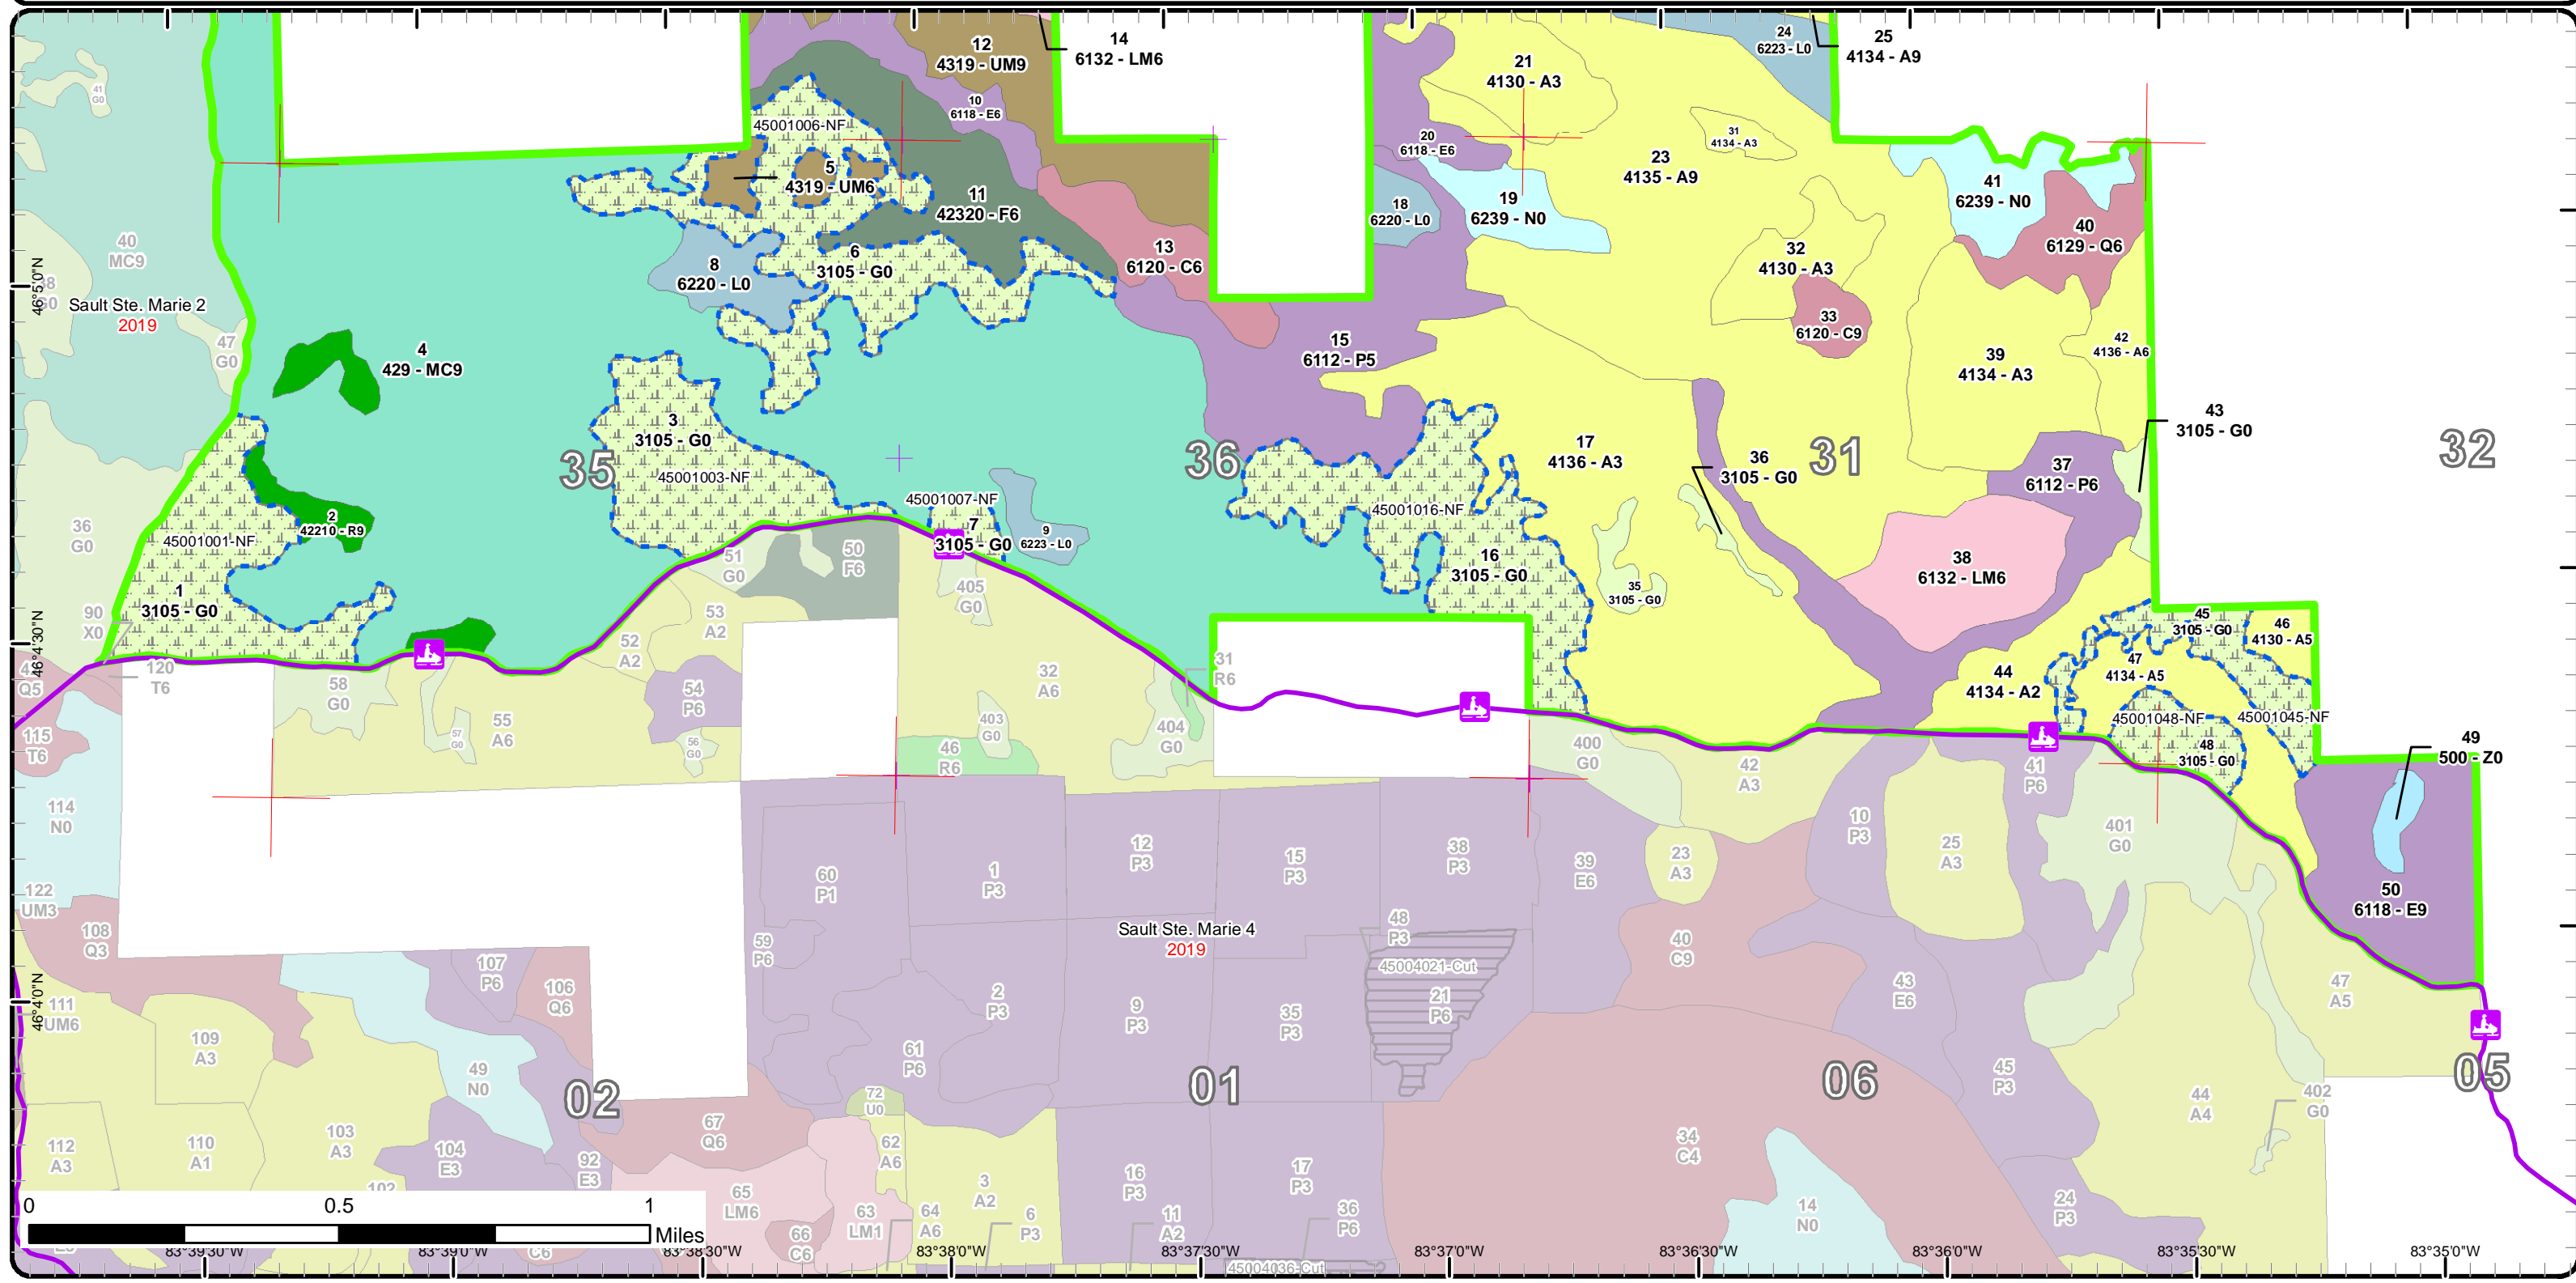 12
4319 - UM9
14
6132 - LM6
21
4130 - A3
24
6223 - L0
25
4134 - A9
41
G0
10
6118 - E6
45001006-NF
20
6118 - E6
31
4134 - A3
23
4135 - A9
5
4319 - UM6
11
42320 - F6
18
6220 - L0
19
6239 - N0
41
6239 - N0
40
6129 - Q6
40
MC9
46°5'0"N
8
6220 - L0
6
3105 - G0
13
6120 - C6
32
4130 - A3
33
6120 - C9
Sault Ste. Marie 2
2019
47
G0
4
429 - MC9
15
6112 - P5
39
4134 - A3
42
4136 - A6
3
3105 - G0
45001003-NF
35
36
17
4136 - A3
36
3105 - G0
31
37
6112 - P6
43
3105 - G0
32
36
G0
2
42210 - R9
45001001-NF
45001007-NF
7
3105 - G0
9
6223 - L0
45001016-NF
16
3105 - G0
35
3105 - G0
38
6132 - LM6
1
3105 - G0
90
X0
51
G0
50
F6
405
G0
53
A2
52
A2
46°4'30"N
Q5
120
T6
58
G0
55
A6
57
G0
54
P6
56
G0
32
A6
31
R6
403
G0
404
G0
46
R6
45
3105 - G0
46
4130 - A5
47
4134 - A5
44
4134 - A2
45001048-NF
45001045-NF
48
3105 - G0
49
500 - Z0
115
T6
400
G0
42
A3
41
P6
114
N0
122
UM3
108
Q3
60
P1
1
P3
12
P3
15
P3
38
P3
39
E6
23
A3
10
P3
25
A3
401
G0
50
6118 - E9
59
P6
Sault Ste. Marie 4
2019
48
P3
45004021-Cut
21
P6
40
C9
43
E6
47
A5
107
P6
106
Q6
46°4'0"N
111
UM6
109
A3
49
N0
2
P3
9
P3
35
P3
61
P6
02
01
06
05
45
P3
44
A4
402
G0
72
U0
67
Q6
62
A6
112
A3
110
A1
103
A3
104
E3
92
E3
102
3
A2
16
P3
17
P3
34
C4
14
N0
24
P3
65
LM6
66
C6
63
LM1
64
A6
6
P3
11
A2
36
P6
0 0.5 1
Miles
C6
45004036-Cut
83°39'30"W 83°39'0"W 83°38'30"W 83°38'0"W 83°37'30"W 83°37'0"W 83°36'30"W 83°36'0"W 83°35'30"W 83°35'0"W